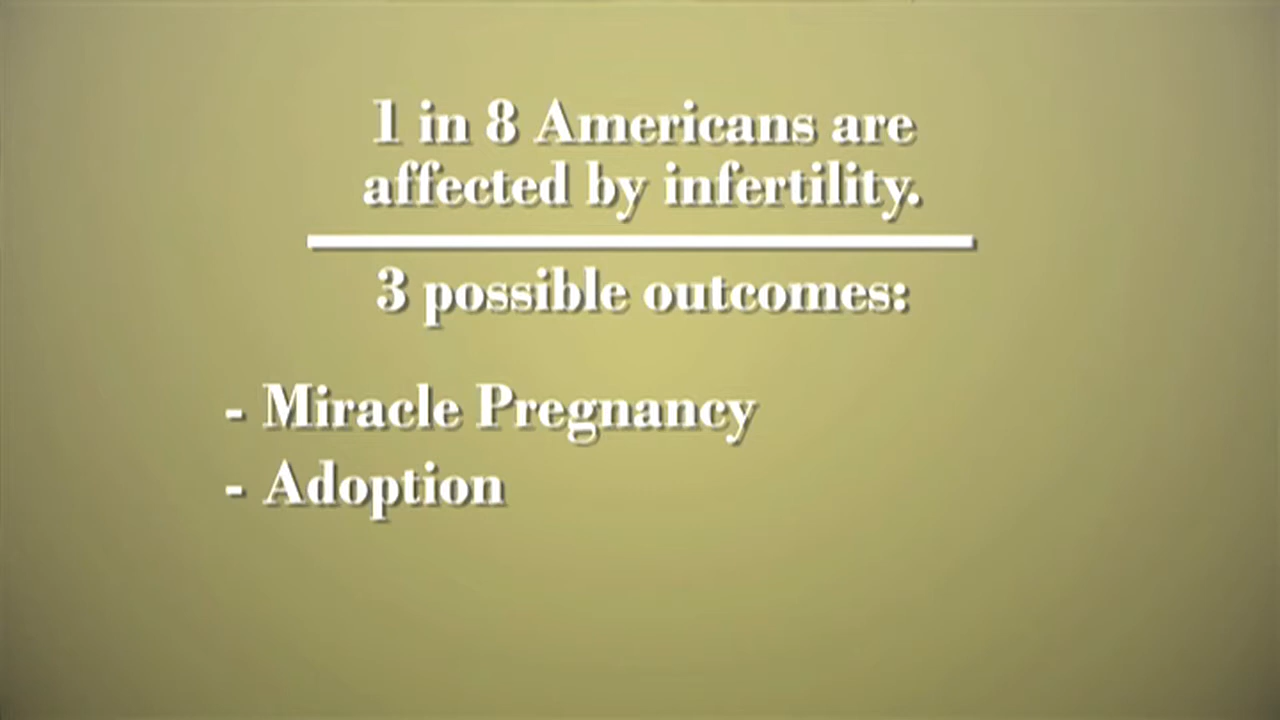 1 in 8 Americans are
affected by infertility.
3 possible outcomes:
- Miracle Pregnancy
- Adoption